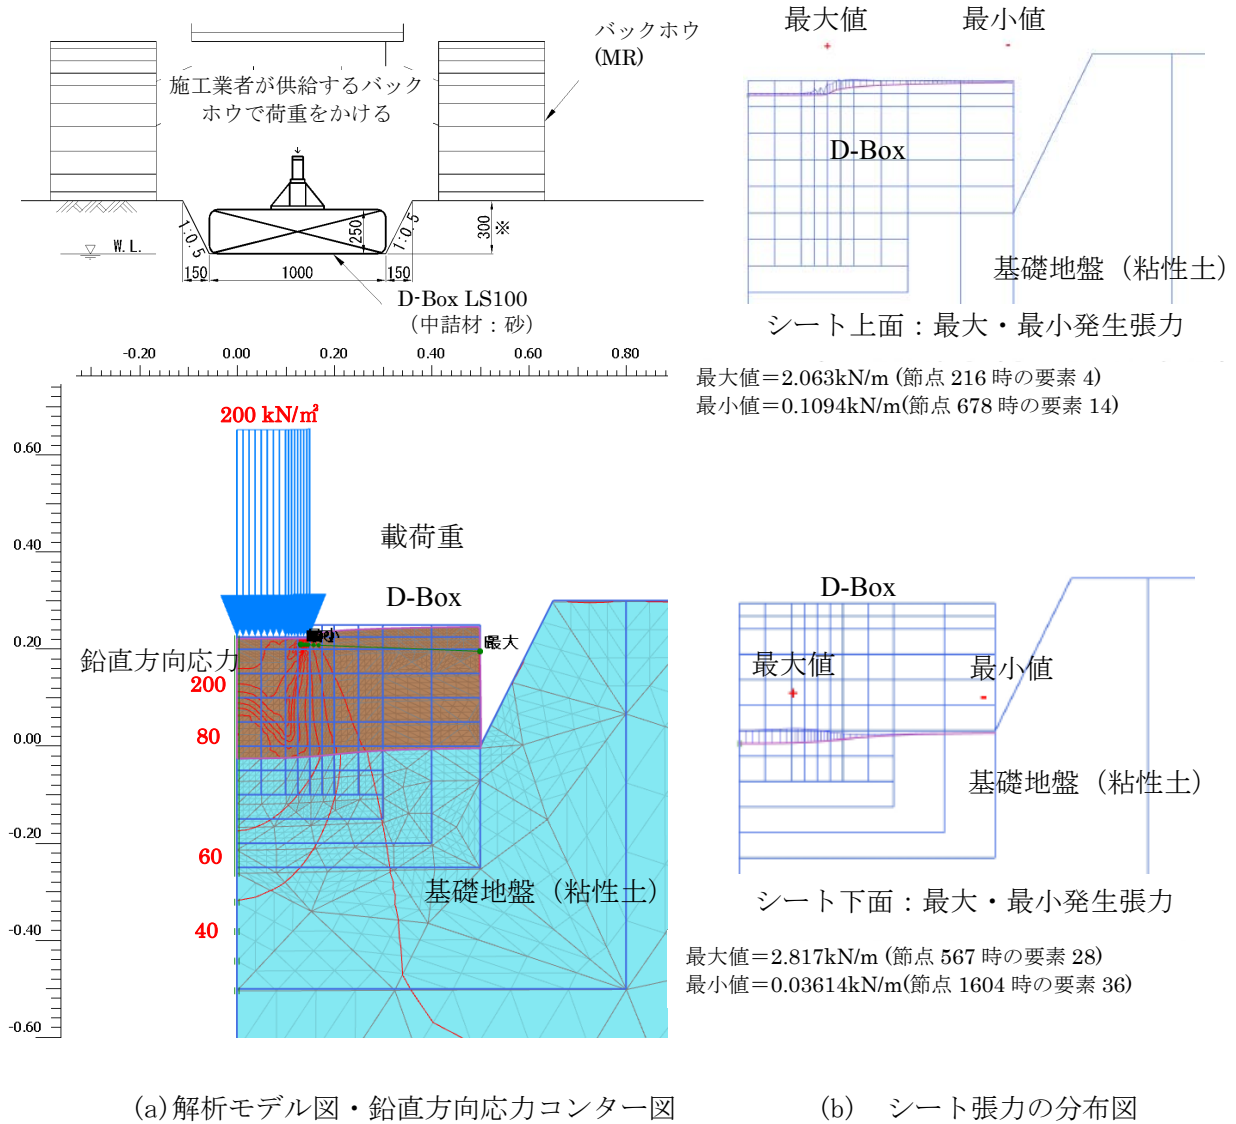 バックホウ
(MR)
施工業者が供給するバック
ホウで荷重をかける
1:0.5
W.L.
250
1:0.5
300
※
150
1000
150
D-Box LS100
（中詰材：砂）
-0.20
0.00
0.20
0.40
0.60
0.80
200 kN/㎡
0.60
0.40
0.20
0.00
-0.20
-0.40
-0.60
載荷重
D-Box
最大
鉛直方向応力
200
80
60
40
基礎地盤（粘性土）
(a)解析モデル図・鉛直方向応力コンター図
最大値
最小値
+
-
D-Box
基礎地盤（粘性土）
シート上面：最大・最小発生張力
最大値＝2.063kN/m (節点 216 時の要素 4)
最小値＝0.1094kN/m(節点 678 時の要素 14)
D-Box
最大値
最小値
+
-
基礎地盤（粘性土）
シート下面：最大・最小発生張力
最大値＝2.817kN/m (節点 567 時の要素 28)
最小値＝0.03614kN/m(節点 1604 時の要素 36)
(b) シート張力の分布図